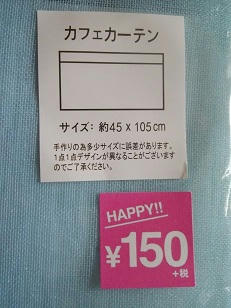 カフェカーテン
サイズ: 約45 x 105cm
手作りの為多少サイズに誤差があります。
1点1点デザインが異なることがございます
のでご了承ください。
HAPPY!!
¥150
+税